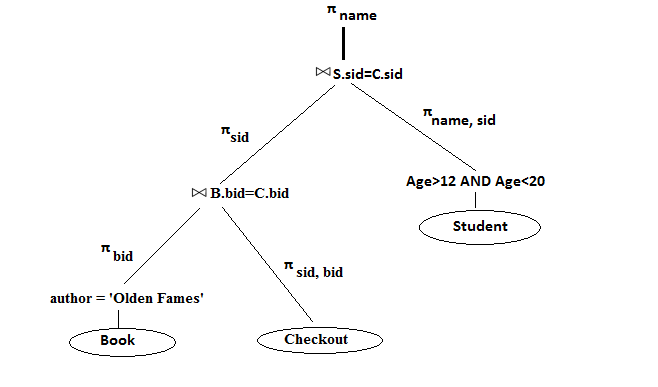 π name
⋈ S.sid=C.sid
π name, sid
π sid
Age>12 AND Age<20
⋈ B.bid=C.bid
Student
π bid
π sid, bid
author = 'Olden Fames'
Book
Checkout